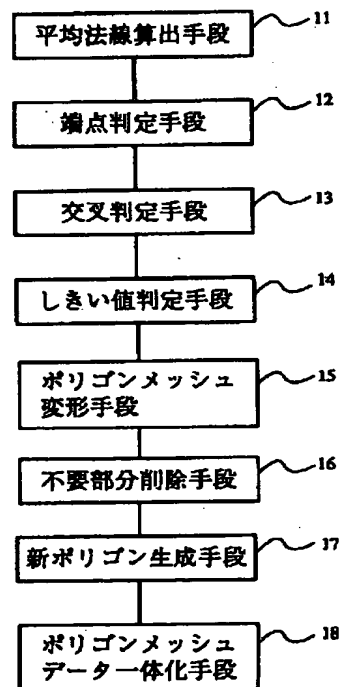 平均法線算出手段 11
端点判定手段 12
交叉判定手段 13
しきい値判定手段 14
ポリゴンメッシュ 15
変形手段
不要部分削除手段 16
新ポリゴン生成手段 17
ポリゴンメッシュ 18
データ一体化手段